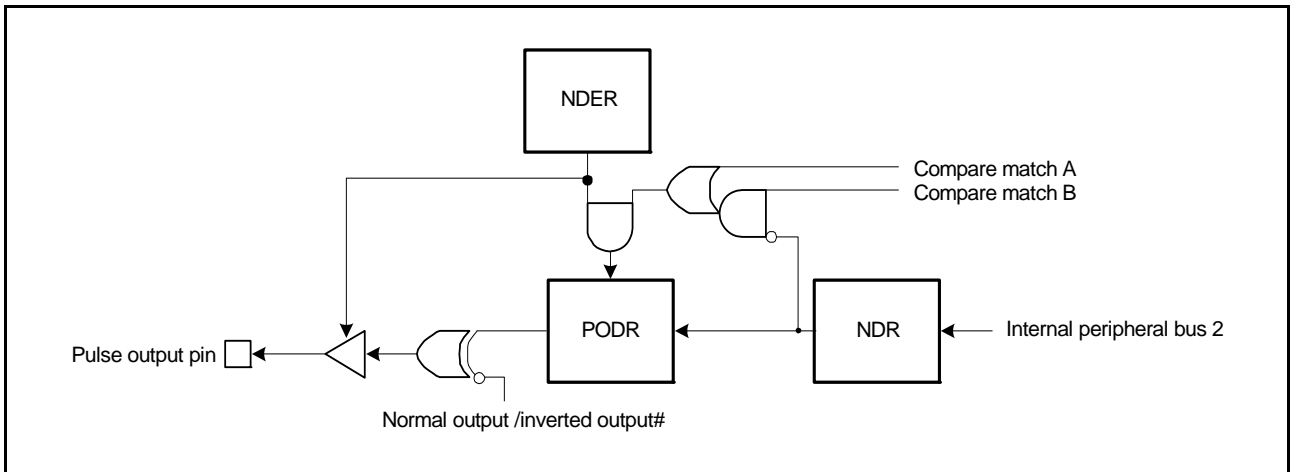 NDER
Compare match A
Compare match B
PODR
NDR
Internal peripheral bus 2
Pulse output pin
Normal output /inverted output#